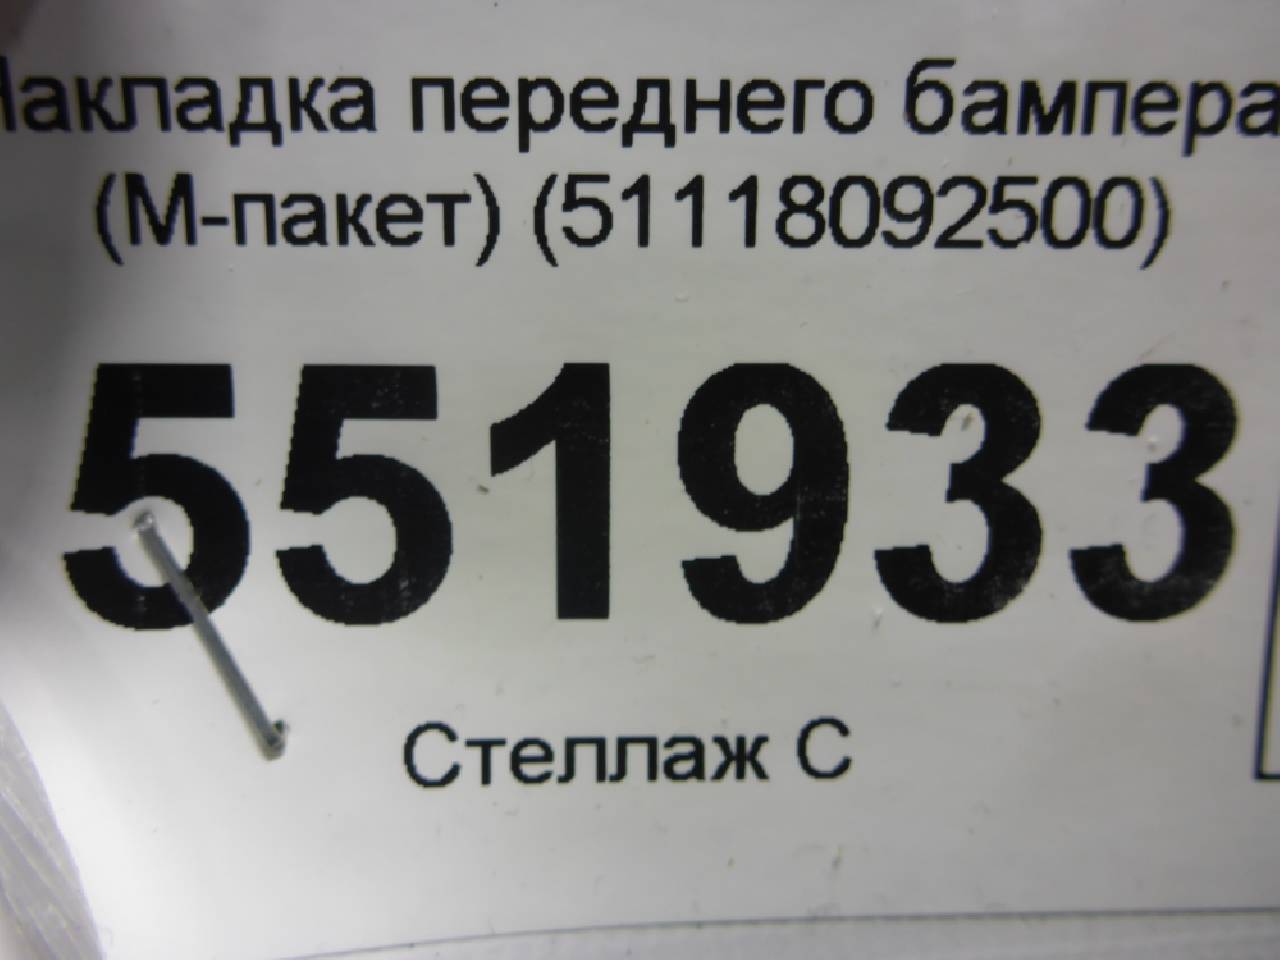 Накладка переднего бампера
(М-пакет) (51118092500)
551933
Стеллаж С